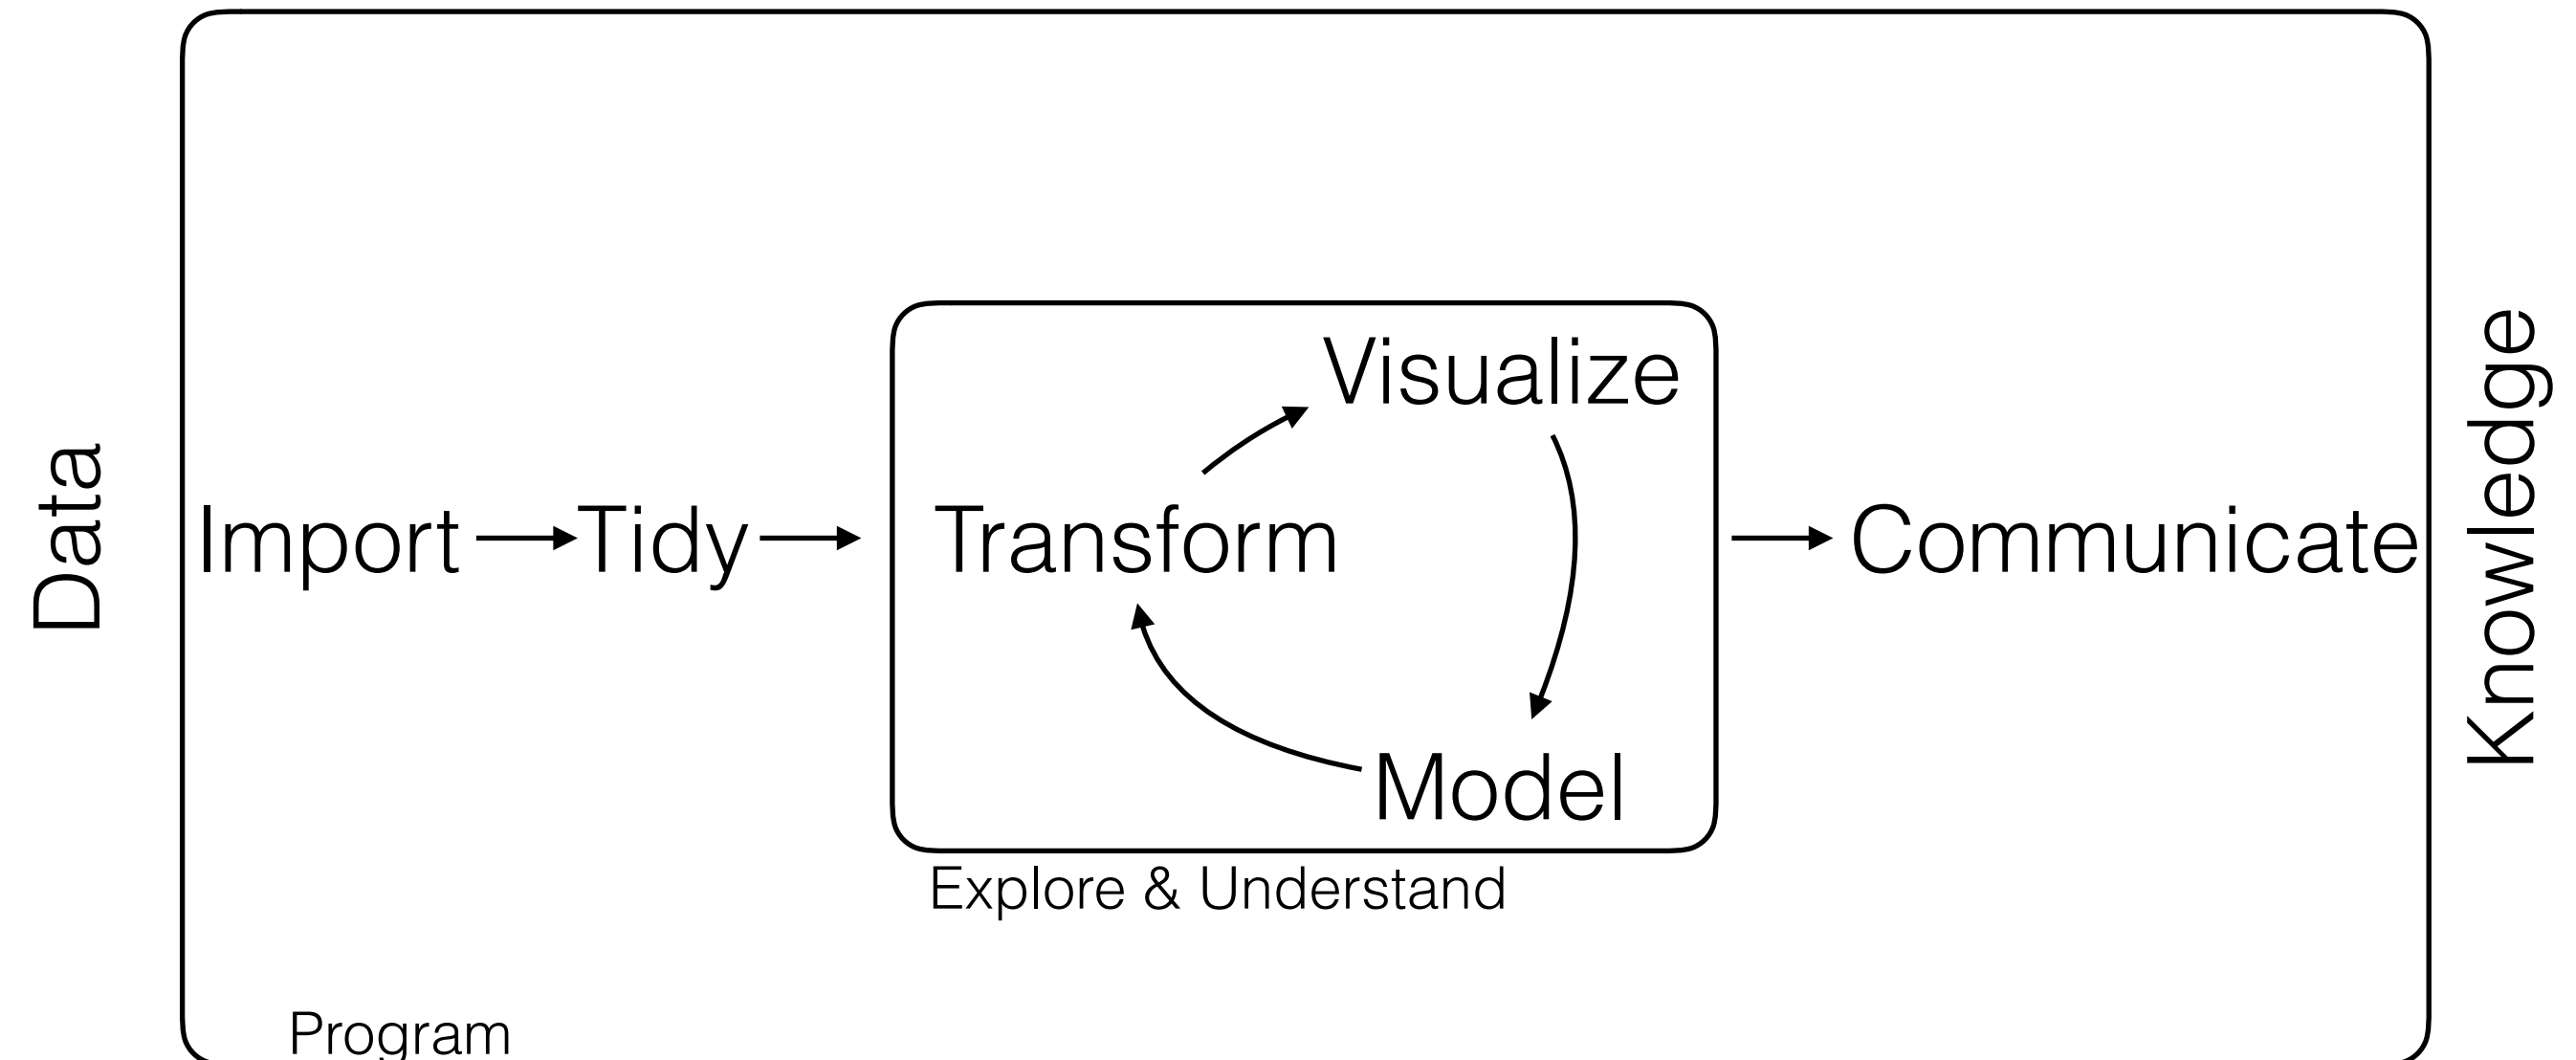 Data
Import
Tidy
Transform
Visualize
Model
Explore & Understand
Communicate
Knowledge
Program